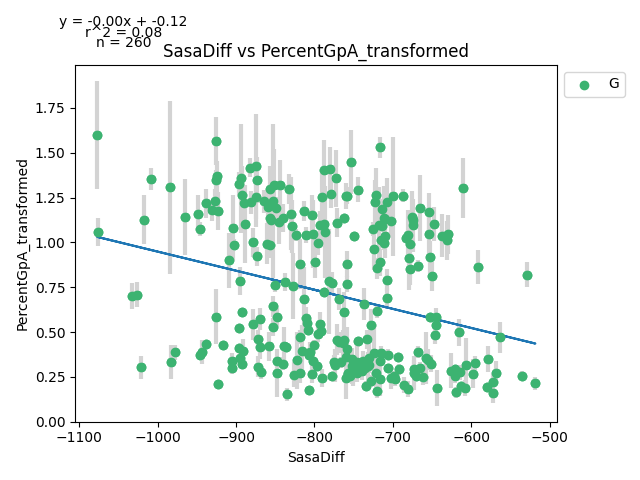 y = -0.00x + -0.12
r^2 = 0.08
n = 260
SasaDiff vs PercentGpA_transformed
G
PercentGpA_transformed
1.75
1.50
1.25
1.00
0.75
0.50
0.25
0.00
−1100 −1000 −900 −800 −700 −600 −500
SasaDiff